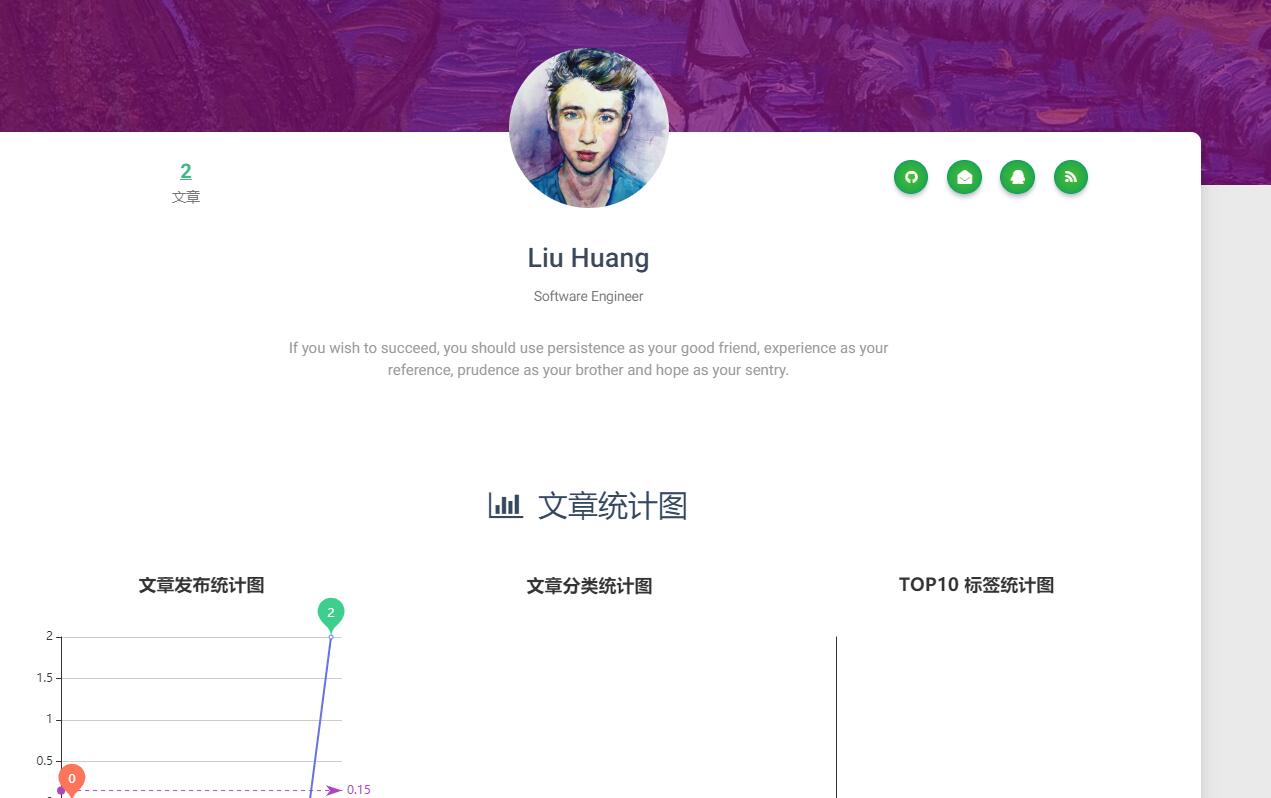 2
文章
Liu Huang
Software Engineer
If you wish to succeed, you should use persistence as your good friend, experience as your
reference, prudence as your brother and hope as your sentry.
文章统计图
文章发布统计图
文章分类统计图
TOP10 标签统计图
2
2
1.5
1
0.5
0
0.15